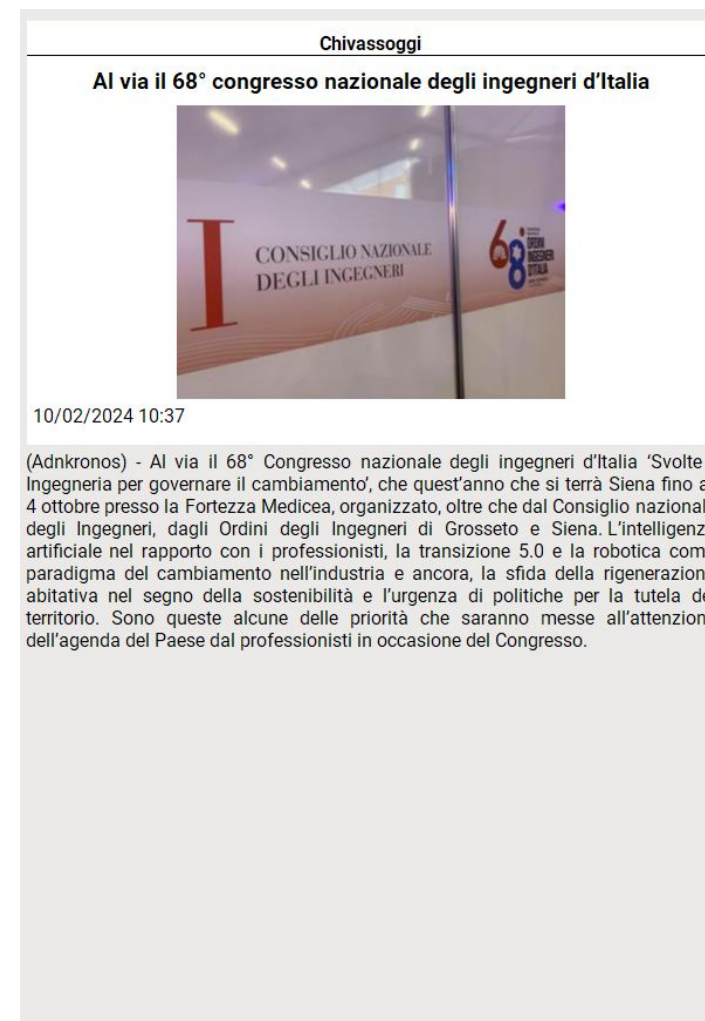 Chivassoggi
Al via il 68° congresso nazionale degli ingegneri d'Italia
I
CONSIGLIO NAZIONALE
DEGLI INGEGNERI
68
ORDINI
INGEGNERI
D'ITALIA
10/02/2024 10:37
(Adnkronos) - Al via il 68° Congresso nazionale degli ingegneri d'Italia 'Svolte
Ingegneria per governare il cambiamento', che quest'anno che si terrà Siena fino a
4 ottobre presso la Fortezza Medicea, organizzato, oltre che dal Consiglio nazional
degli Ingegneri, dagli Ordini degli Ingegneri di Grosseto e Siena. L'intelligenz
artificiale nel rapporto con i professionisti, la transizione 5.0 e la robotica com
paradigma del cambiamento nell'industria e ancora, la sfida della rigenerazion
abitativa nel segno della sostenibilità e l'urgenza di politiche per la tutela de
territorio. Sono queste alcune delle priorità che saranno messe all'attenzion
dell'agenda del Paese dal professionisti in occasione del Congresso.